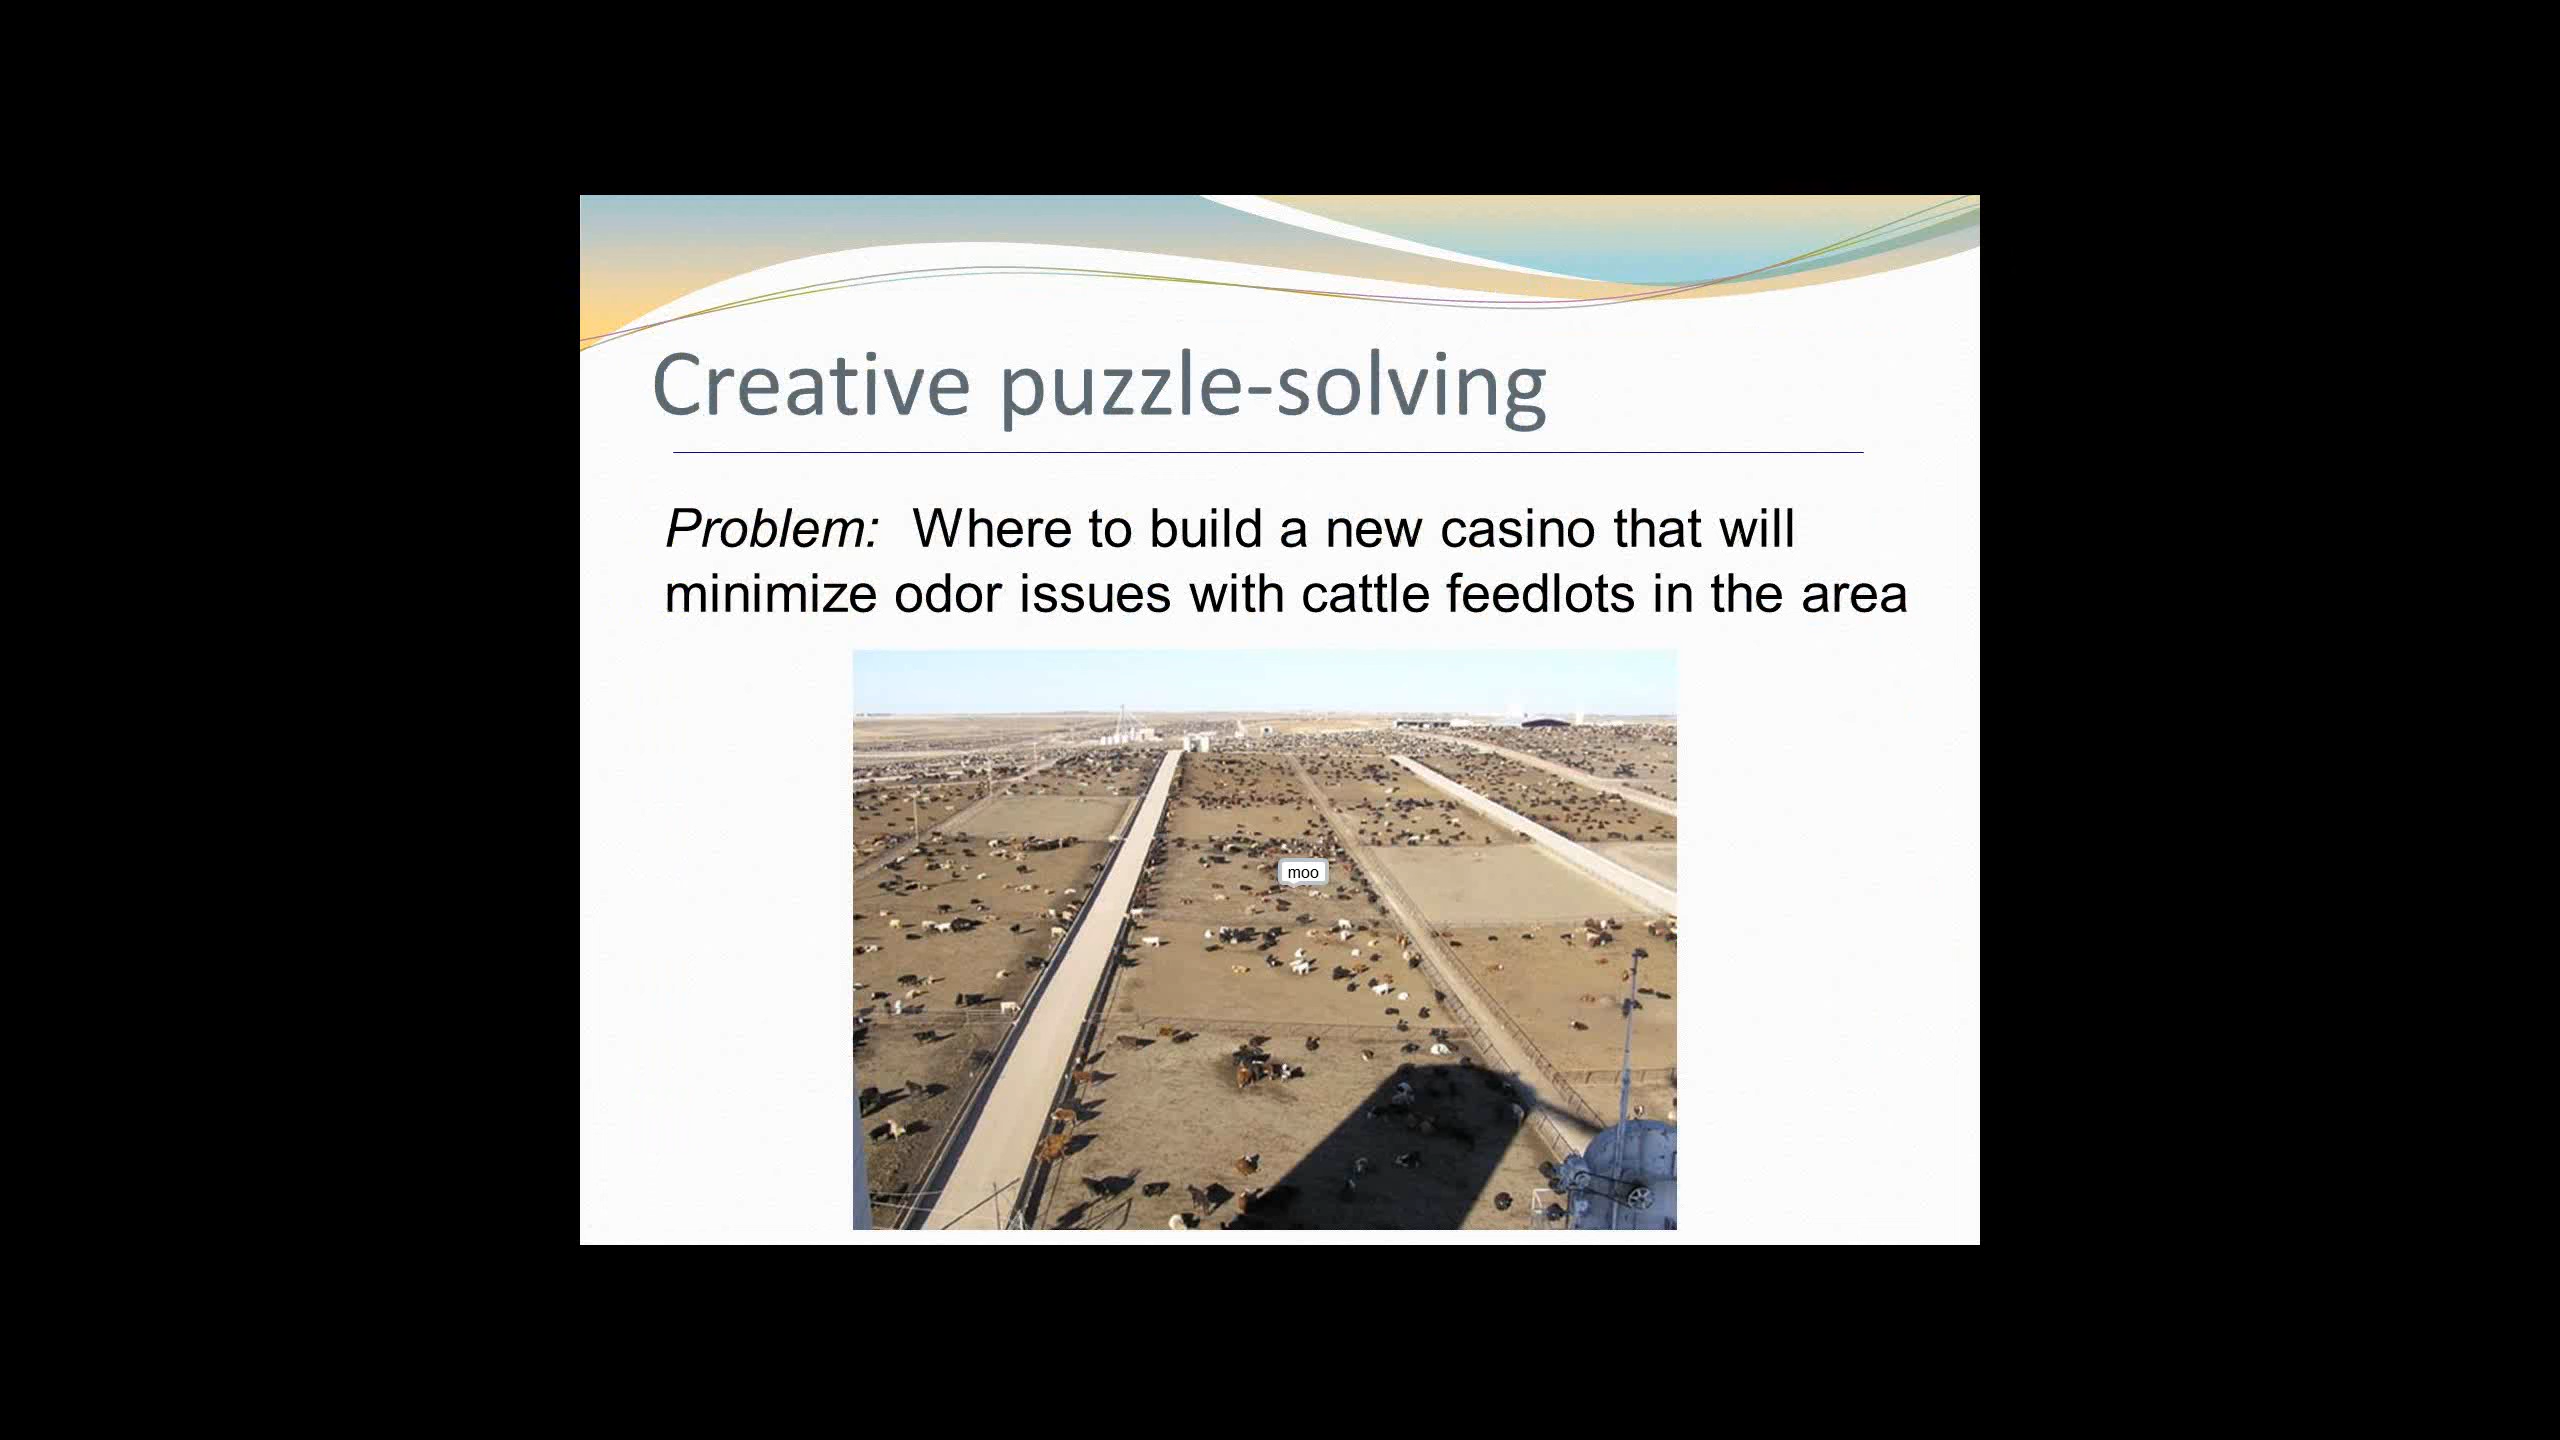 Creative puzzle-solving
Problem: Where to build a new casino that will
minimize odor issues with cattle feedlots in the area
moo